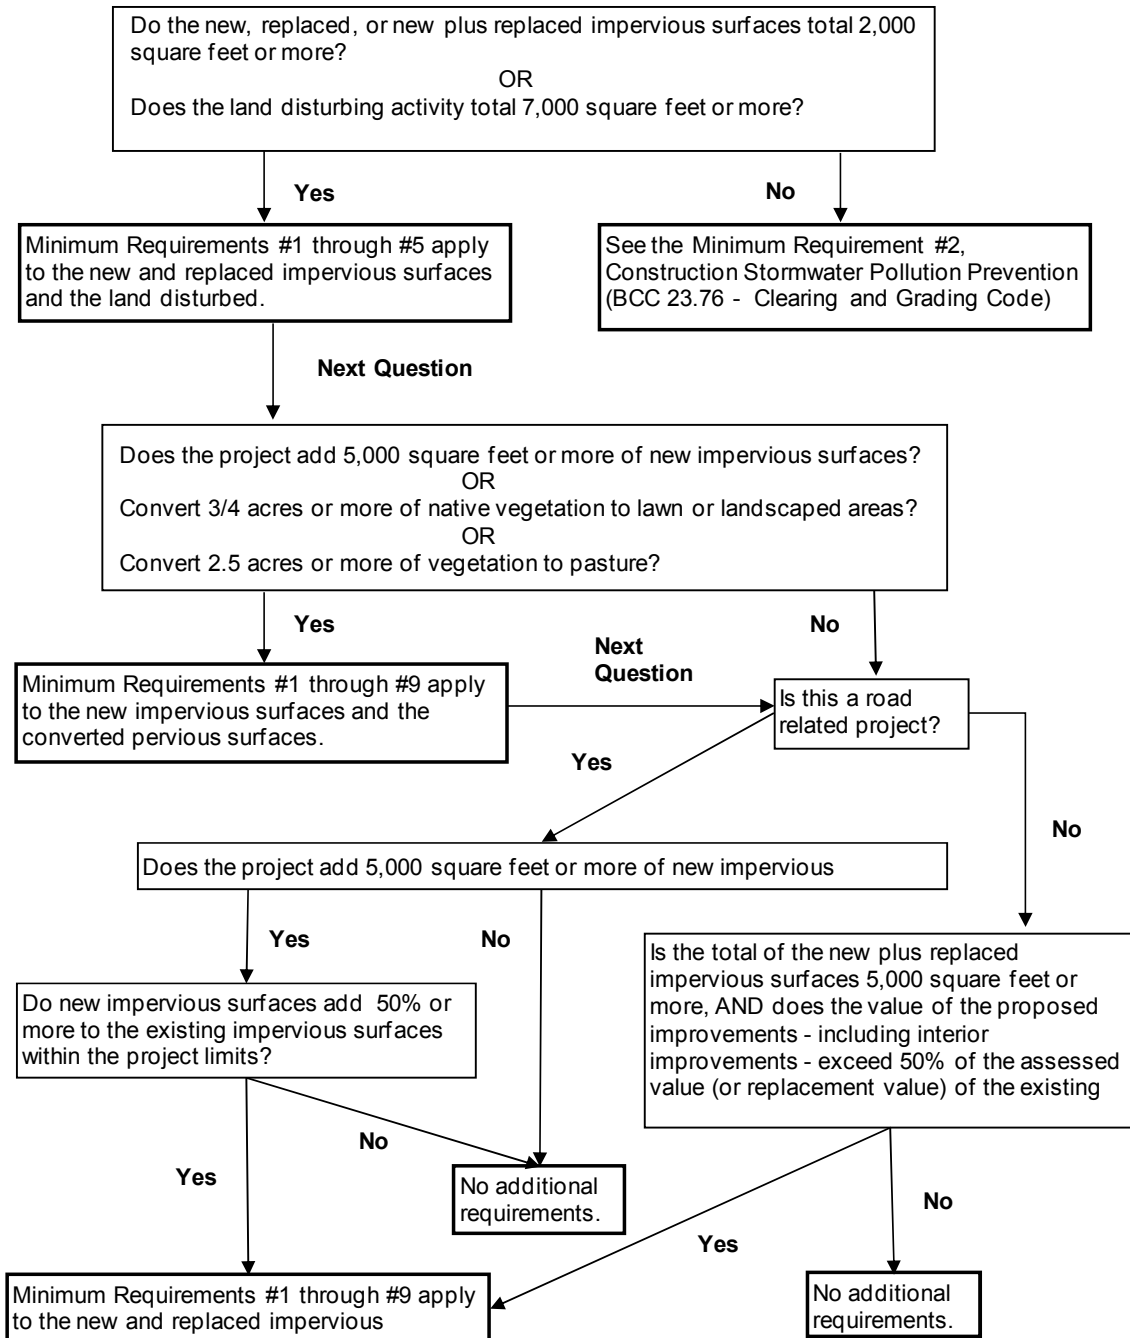 Do the new, replaced, or new plus replaced impervious surfaces total 2,000
square feet or more?
OR
Does the land disturbing activity total 7,000 square feet or more?
Yes
No
Minimum Requirements #1 through #5 apply
to the new and replaced impervious surfaces
and the land disturbed.
See the Minimum Requirement #2,
Construction Stormwater Pollution Prevention
(BCC 23.76 - Clearing and Grading Code)
Next Question
Does the project add 5,000 square feet or more of new impervious surfaces?
OR
Convert 3/4 acres or more of native vegetation to lawn or landscaped areas?
OR
Convert 2.5 acres or more of vegetation to pasture?
Yes
No
Next
Question
Minimum Requirements #1 through #9 apply
to the new impervious surfaces and the
converted pervious surfaces.
Is this a road
related project?
Yes
No
Does the project add 5,000 square feet or more of new impervious
Yes
No
Do new impervious surfaces add 50% or
more to the existing impervious surfaces
within the project limits?
Is the total of the new plus replaced
impervious surfaces 5,000 square feet or
more, AND does the value of the proposed
improvements - including interior
improvements - exceed 50% of the assessed
value (or replacement value) of the existing
No
Yes
No additional
requirements.
No
Yes
Minimum Requirements #1 through #9 apply
to the new and replaced impervious
No additional
requirements.